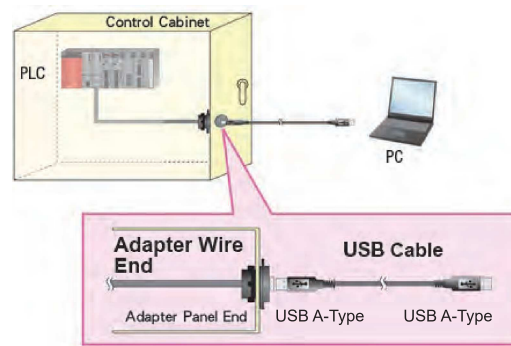 Control Cabinet
PLC
PC
Adapter Wire
End
USB Cable
Adapter Panel End
USB A-Type
USB A-Type